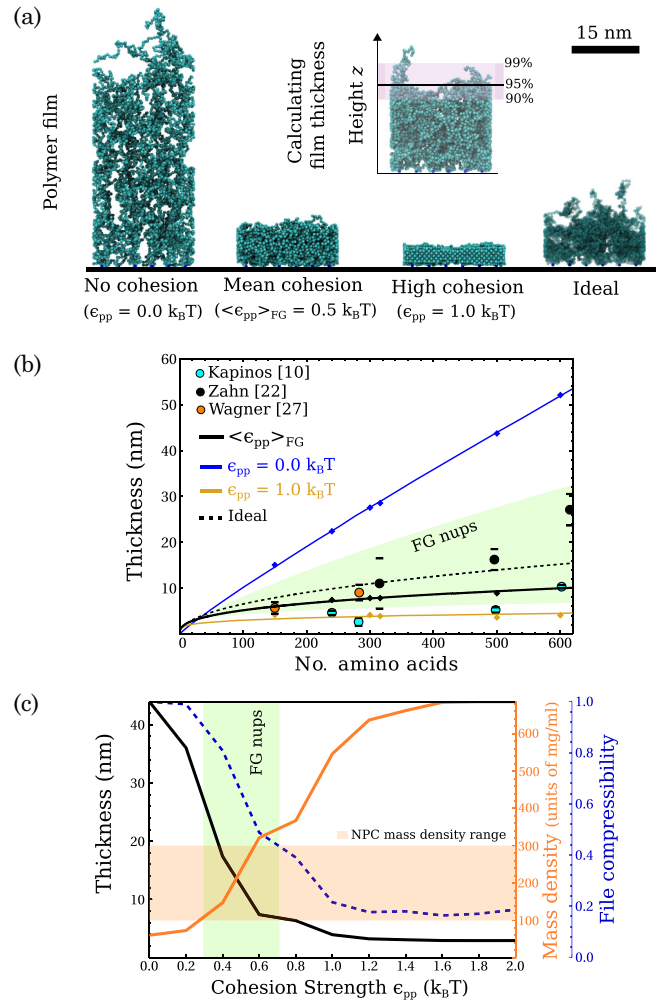 (a)
15 nm
Polymer film
Calculating
film thickness
Height z
99%
95%
90%
No cohesion
(ϵpp = 0.0 kBT)
Mean cohesion
(<ϵpp>FG = 0.5 kBT)
High cohesion
(ϵpp = 1.0 kBT)
Ideal
(b)
Thickness (nm)
60
50
40
30
20
10
Kapinos [10]
Zahn [22]
Wagner [27]
<ϵpp>FG
ϵpp = 0.0 kBT
ϵpp = 1.0 kBT
Ideal
FG nups
0 100 200 300 400 500 600
No. amino acids
(c)
Thickness (nm)
40
30
20
10
FG nups
NPC mass density range
600
500
400
300
200
100
0
Mass density (units of mg/ml)
1.0
0.8
0.6
0.4
0.2
0.0
File compressibility
0.0 0.2 0.4 0.6 0.8 1.0 1.2 1.4 1.6 1.8 2.0
Cohesion Strength ϵpp (kBT)